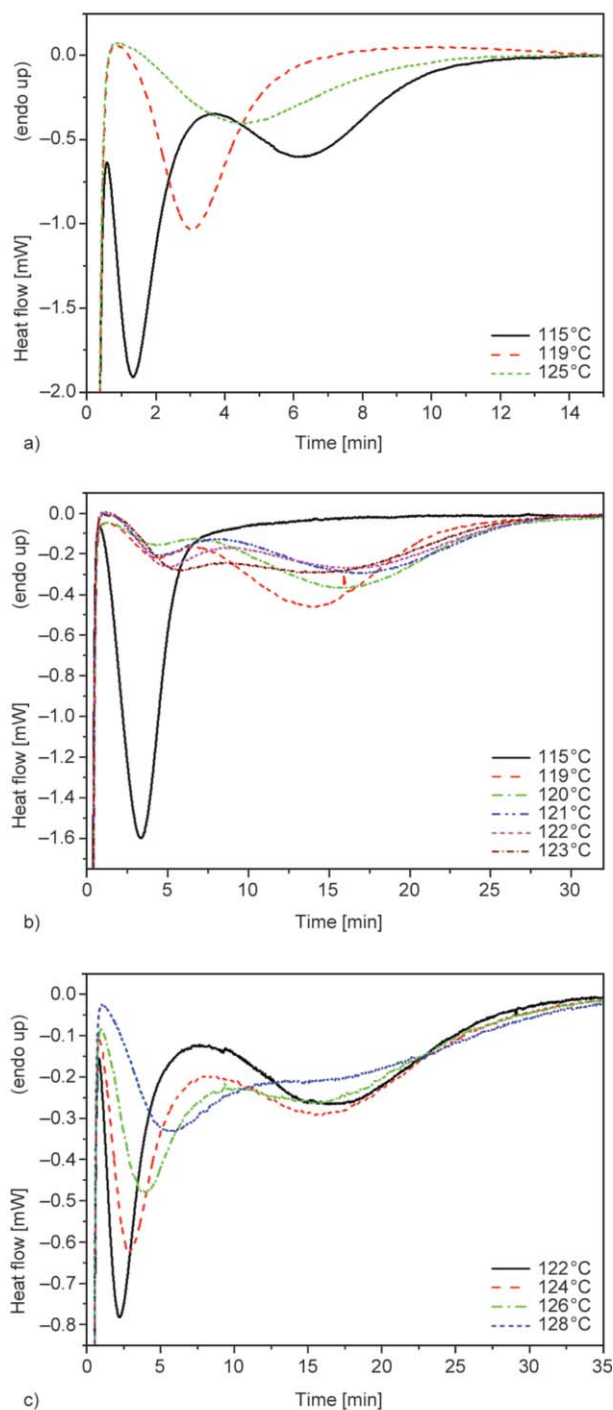 (endo up)
Heat flow [mW]
0.0
–0.5
–1.0
–1.5
–2.0
0
2
4
6
8
10
12
14
115°C
119°C
125°C
a)
Time [min]
(endo up)
Heat flow [mW]
0.0
–0.2
–0.4
–0.6
–0.8
–1.0
–1.2
–1.4
–1.6
0
5
10
15
20
25
30
115°C
119°C
120°C
121°C
122°C
123°C
b)
Time [min]
(endo up)
Heat flow [mW]
0.0
–0.1
–0.2
–0.3
–0.4
–0.5
–0.6
–0.7
–0.8
0
5
10
15
20
25
30
35
122°C
124°C
126°C
128°C
c)
Time [min]